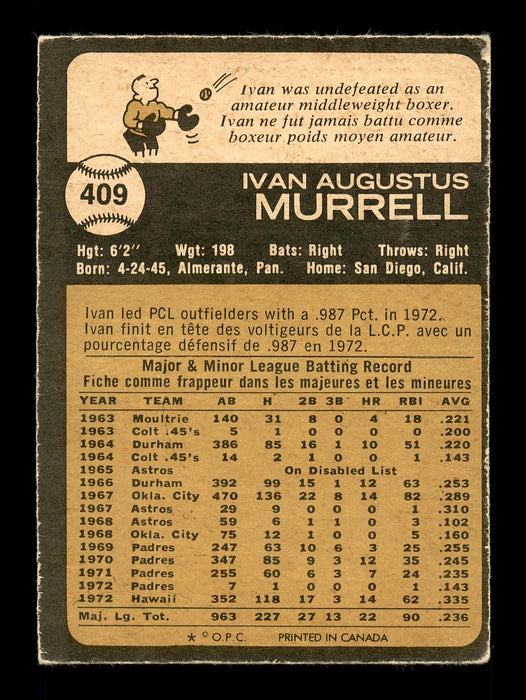 Ivan was undefeated as an
amateur middleweight boxer.
Ivan ne fut jamais battu comme
boxeur poids moyen amateur.
409
IVAN AUGUSTUS
MURRELL
Hgt: 6'2" Wgt: 198 Bats: Right Throws: Right
Born: 4-24-45, Almerante, Pan. Home: San Diego, Calif.
Ivan led PCL outfielders with a .987 Pct. in 1972.
Ivan finit en tête des voltigeurs de la L.C.P. avec un
pourcentage défensif de .987 en 1972.
Major & Minor League Batting Record
Fiche comme frappeur dans les majeures et les mineures
YEAR TEAM AB H 2B 3B HR RBI AVG
1963 Moultrie 140 31 8 0 4 18 .221
1963 Colt .45's 5 1 0 0 0 0 .200
1964 Durham 386 85 16 1 10 51 .220
1964 Colt .45's 14 2 1 0 0 1 .143
1965 Astros On Disabled List
1966 Durham 392 99 15 1 12 63 .253
1967 Okla. City 470 136 22 8 14 82 .289
1967 Astros 29 9 0 0 0 1 .310
1968 Astros 59 6 1 1 0 3 .102
1968 Okla. City 75 12 1 0 0 5 .160
1969 Padres 247 63 10 6 3 25 .255
1970 Padres 347 85 9 3 12 35 .245
1971 Padres 255 60 6 3 7 24 .235
1972 Padres 7 1 0 0 0 1 .143
1972 Hawaii 352 118 17 3 14 62 .335
Maj. Lg. Tot. 963 227 27 13 22 90 .236
* © O.P.C. PRINTED IN CANADA